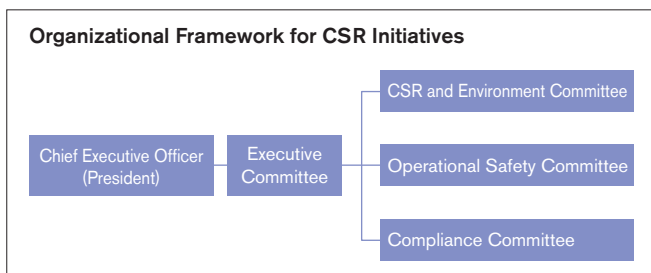 Organizational Framework for CSR Initiatives
CSR and Environment Committee
Chief Executive Officer
(President)
Executive
Committee
Operational Safety Committee
Compliance Committee